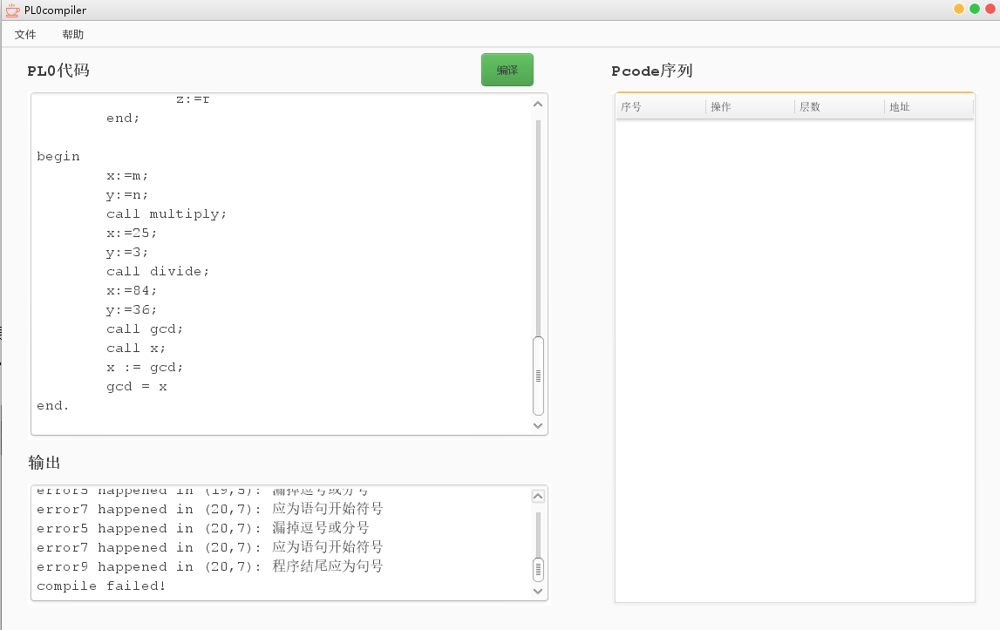 PL0compiler
文件 帮助
PL0代码
编译
z:=r
end;
begin
x:=m;
y:=n;
call multiply;
x:=25;
y:=3;
call divide;
x:=84;
y:=36;
call gcd;
call x;
x := gcd;
gcd = x
end.
输出
error5 happened in (19,5): 漏掉逗号或分号
error7 happened in (20,7): 应为语句开始符号
error5 happened in (20,7): 漏掉逗号或分号
error7 happened in (20,7): 应为语句开始符号
error9 happened in (20,7): 程序结尾应为句号
compile failed!
Pcode序列
序号 操作 层数 地址